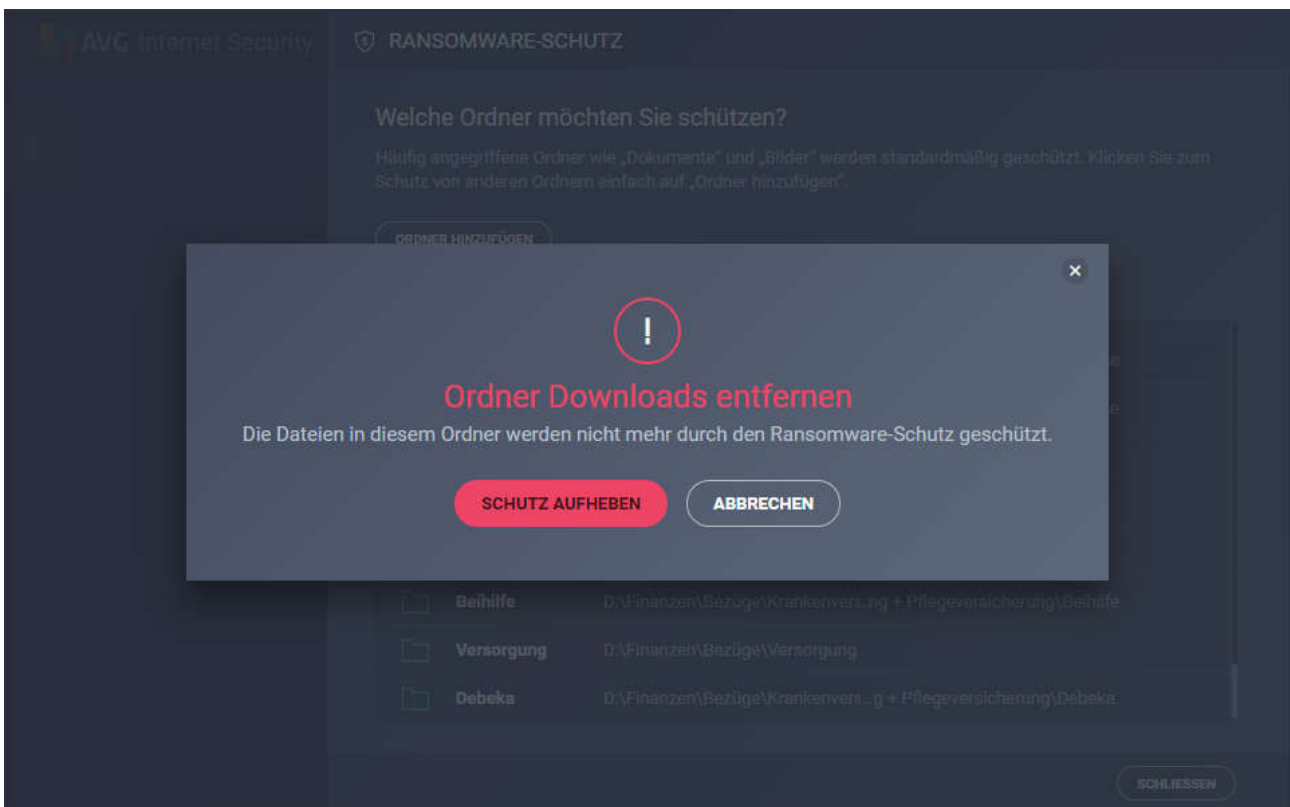 AVG Internet Security
RANSOMWARE-SCHUTZ
Welche Ordner möchten Sie schützen?
Häufig angegriffene Ordner wie „Dokumente“ und „Bilder“ werden standardmäßig geschützt. Klicken Sie zum
Schutz von anderen Ordnern einfach auf „Ordner hinzufügen“.
ORDNER HINZUFÜGEN
Ordner Downloads entfernen
Die Dateien in diesem Ordner werden nicht mehr durch den Ransomware-Schutz geschützt.
SCHUTZ AUFHEBEN
ABBRECHEN
Beihilfe D:\Finanzen\Bezüge\Krankenvers..ng + Pflegeversicherung\Beihilfe
Versorgung D:\Finanzen\Bezüge\Versorgung
Debeka D:\Finanzen\Bezüge\Krankenvers...g + Pflegeversicherung\Debeka
SCHLIESSEN